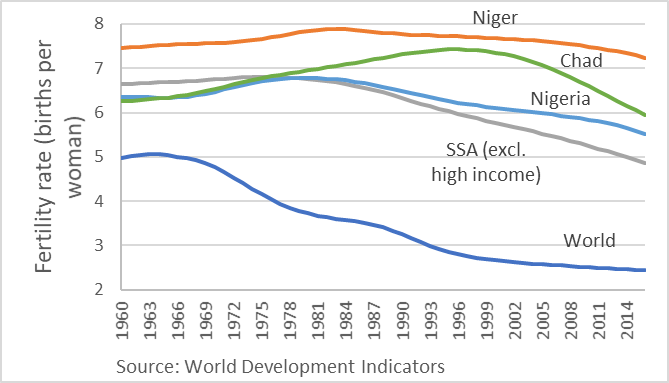 Fertility rate (births per
woman)
8
7
6
5
4
3
2
Niger
Chad
Nigeria
SSA (excl.
high income)
World
1960
1963
1966
1969
1972
1975
1978
1981
1984
1987
1990
1993
1996
1999
2002
2005
2008
2011
2014
Source: World Development Indicators